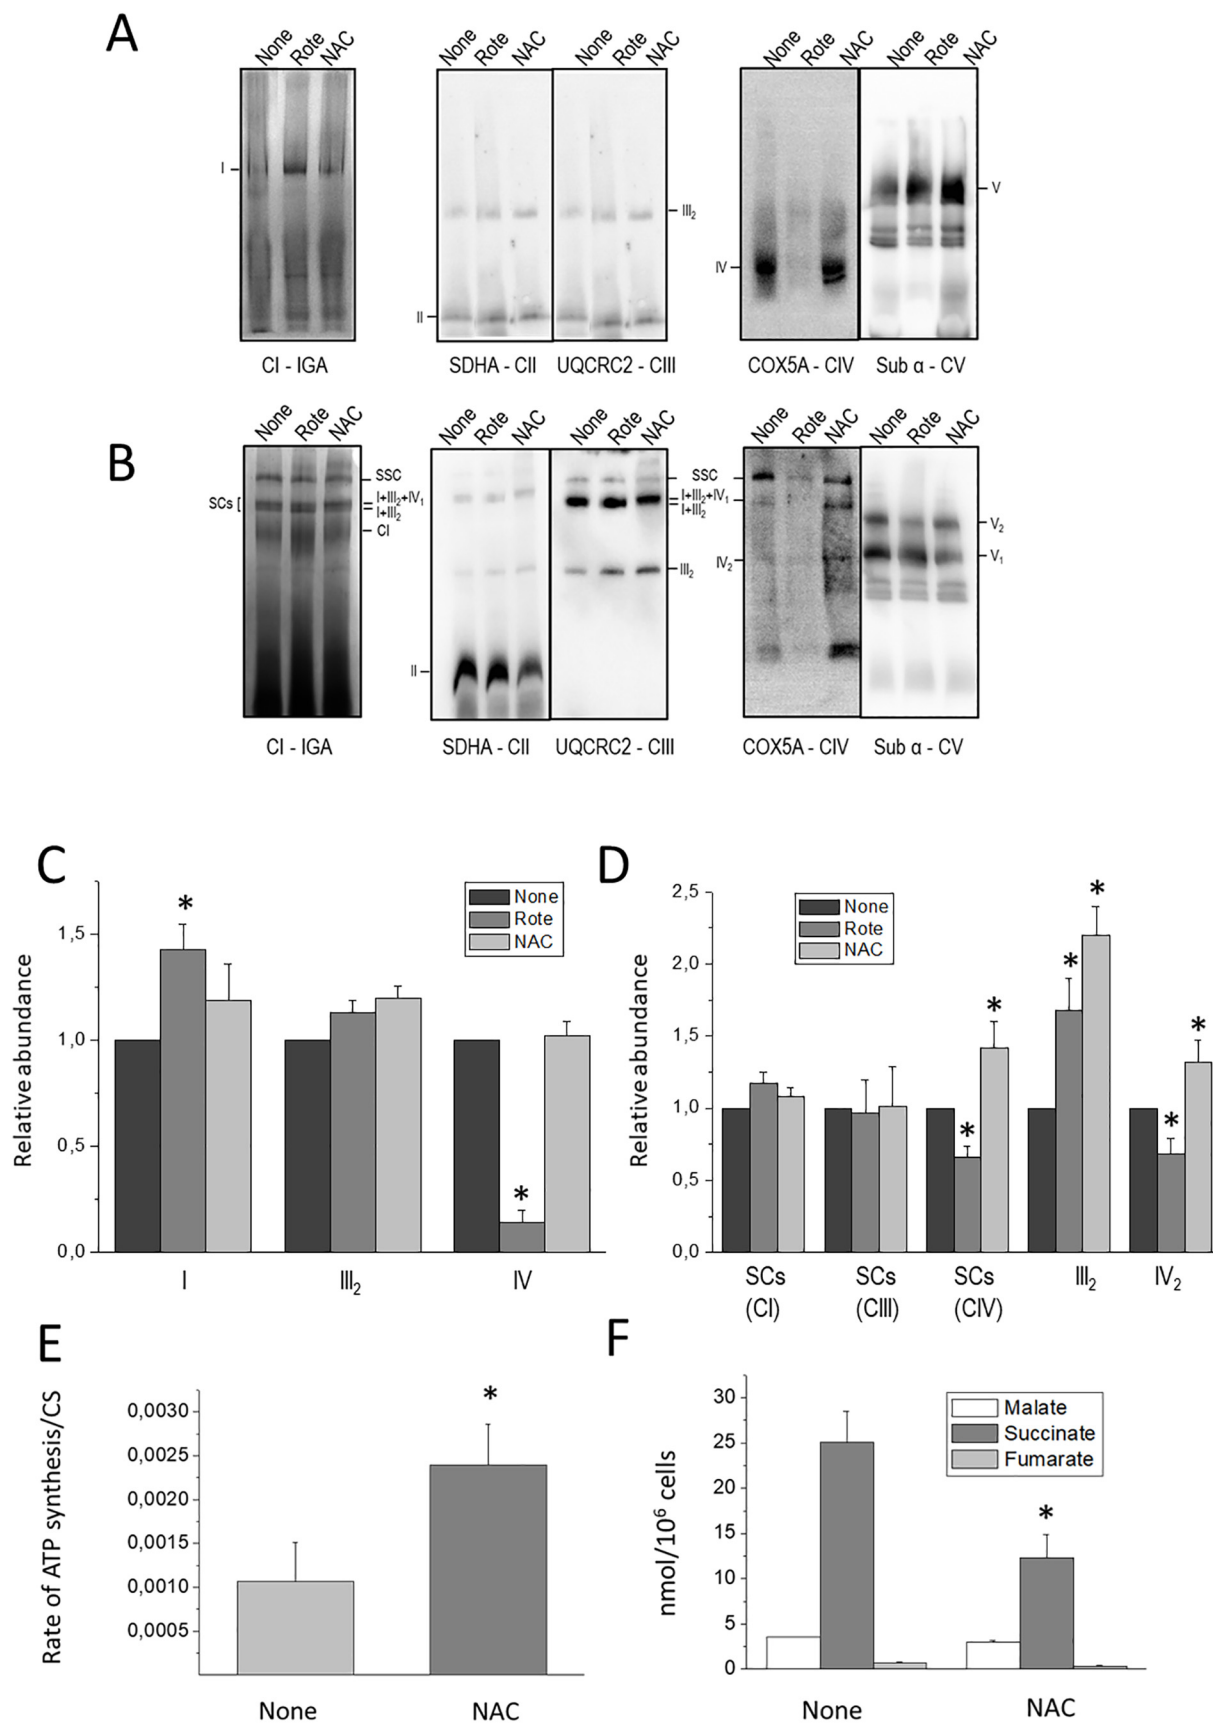 A
None Rote NAC None Rote NAC None Rote NAC None Rote NAC None Rote NAC
I
III2
V
IV
II
CI - IGA SDHA - CII UQCRC2 - CIII COX5A - CIV Sub α - CV
None Rote NAC None Rote NAC None Rote NAC None Rote NAC None Rote NAC
B
SSC SSC
SCs [ I+III2+IV1 I+III2+IV1
I+III2 I+III2
CI
V2
V1
IV2
III2
II
CI - IGA SDHA - CII UQCRC2 - CIII COX5A - CIV Sub α - CV
C
None
Rote
NAC
Relative abundance
1,5
1,0
0,5
0,0
*
*
I III2 IV
D
None
Rote
NAC
Relative abundance
2,5
2,0
1,5
1,0
0,5
0,0
* * * * * *
SCs SCs SCs III2 IV2
(CI) (CIII) (CIV)
E
Rate of ATP synthesis/CS
0,0030
0,0025
0,0020
0,0015
0,0010
0,0005
*
None NAC
F
nmol/10⁶ cells
30
25
20
15
10
5
0
Malate
Succinate
Fumarate
*
None NAC